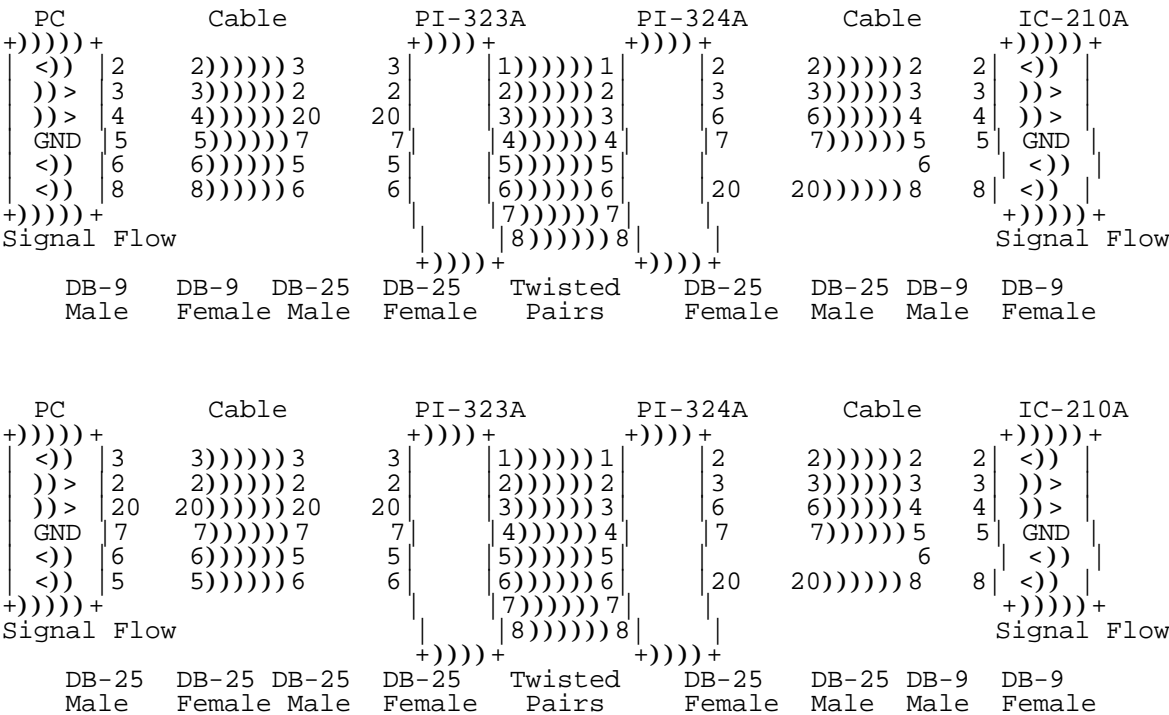 PC Cable PI-323A PI-324A Cable IC-210A
+)))))+ +))))+ +))))+ +)))))+
| <)) |2 2))))))3 3| |1))))))1| |2 2))))))2 2| <)) |
| ))> |3 3))))))2 2| |2))))))2| |3 3))))))3 3| ))> |
| ))> |4 4))))))20 20| |3))))))3| |6 6))))))4 4| ))> |
| GND |5 5))))))7 7| |4))))))4| |7 7))))))5 5| GND |
| <)) |6 6))))))5 5| |5))))))5| | 6 | <)) |
| <)) |8 8))))))6 6| |6))))))6| |20 20))))))8 8| <)) |
+)))))+ | |7))))))7| | +)))))+
Signal Flow | |8))))))8| | Signal Flow
+))))+ +))))+
DB-9 DB-9 DB-25 DB-25 Twisted DB-25 DB-25 DB-9 DB-9
Male Female Male Female Pairs Female Male Male Female
PC Cable PI-323A PI-324A Cable IC-210A
+)))))+ +))))+ +))))+ +)))))+
| <)) |3 3))))))3 3| |1))))))1| |2 2))))))2 2| <)) |
| ))> |2 2))))))2 2| |2))))))2| |3 3))))))3 3| ))> |
| ))> |20 20))))))20 20| |3))))))3| |6 6))))))4 4| ))> |
| GND |7 7))))))7 7| |4))))))4| |7 7))))))5 5| GND |
| <)) |6 6))))))5 5| |5))))))5| | 6 | <)) |
| <)) |5 5))))))6 6| |6))))))6| |20 20))))))8 8| <)) |
+)))))+ | |7))))))7| | +)))))+
Signal Flow | |8))))))8| | Signal Flow
+))))+ +))))+
DB-25 DB-25 DB-25 DB-25 Twisted DB-25 DB-25 DB-9 DB-9
Male Female Male Female Pairs Female Male Male Female